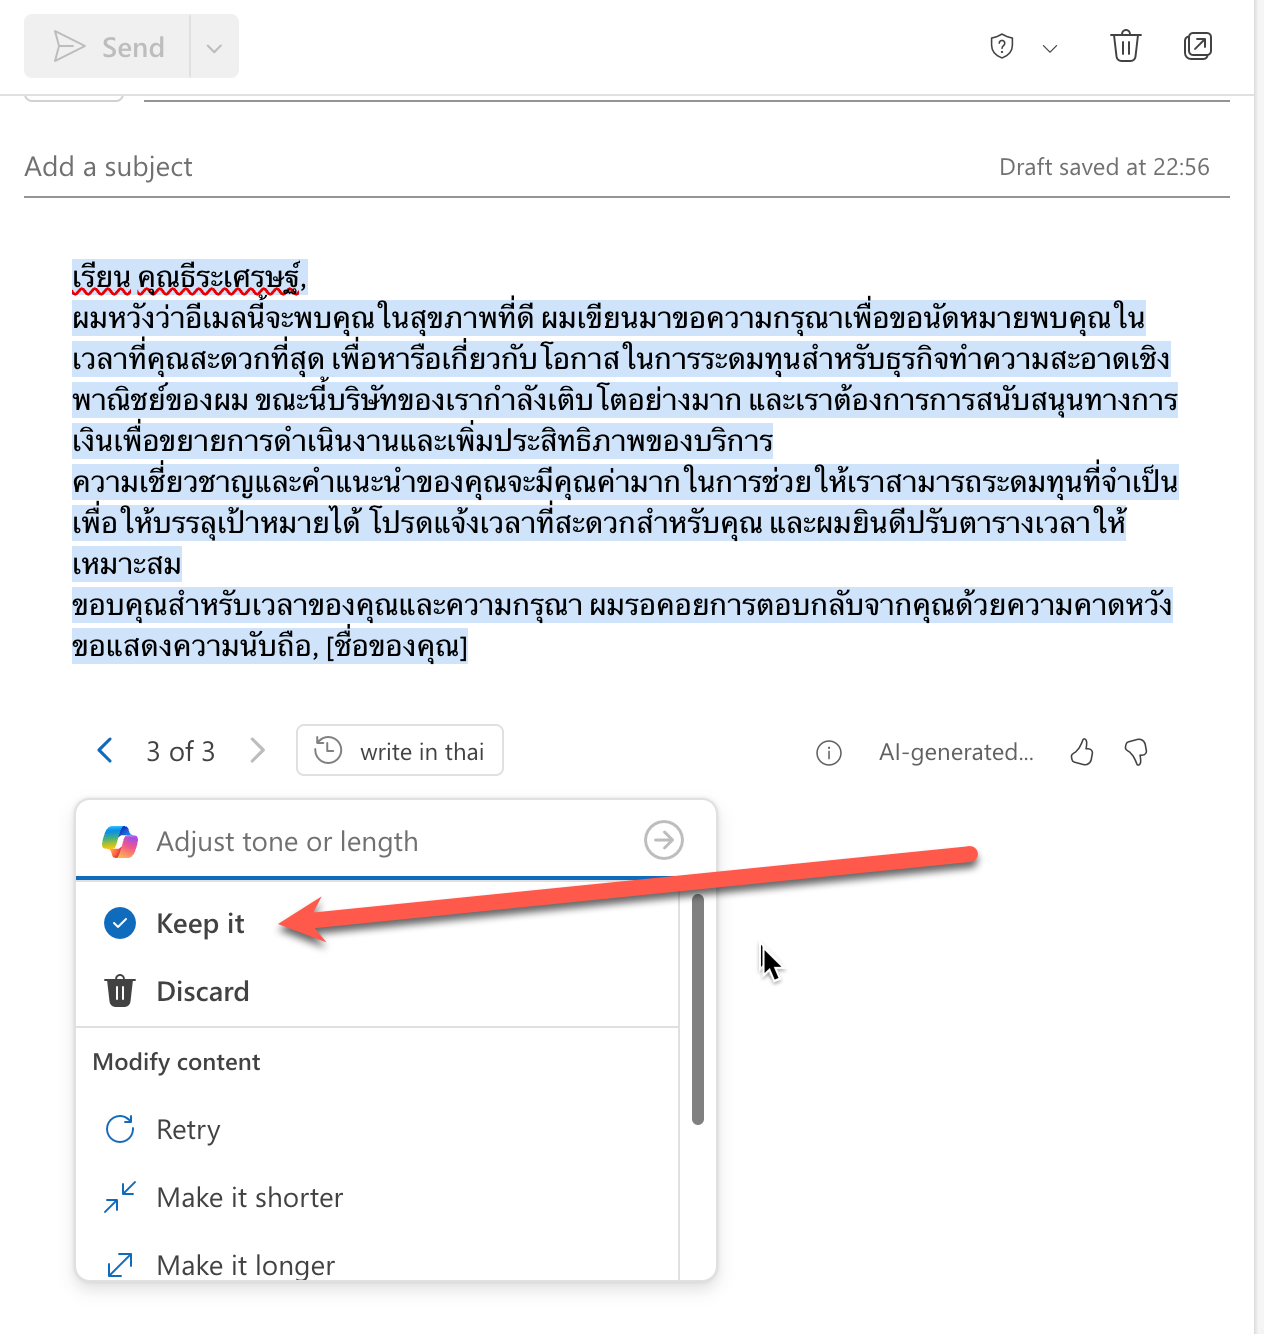 Send
Add a subject
Draft saved at 22:56
เรียน คุณธีระเศรษฐ์,
ผมหวังว่าอีเมลนี้จะพบคุณในสุขภาพที่ดี ผมเขียนมาขอความกรุณาเพื่อขอนัดหมายพบคุณใน
เวลาที่คุณสะดวกที่สุด เพื่อหารือเกี่ยวกับโอกาสในการระดมทุนสำหรับธุรกิจทำความสะอาดเชิง
พาณิชย์ของผม ขณะนี้บริษัทของเรากำลังเติบโตอย่างมาก และเราต้องการการสนับสนุนทางการ
เงินเพื่อขยายการดำเนินงานและเพิ่มประสิทธิภาพของบริการ
ความเชี่ยวชาญและคำแนะนำของคุณจะมีคุณค่ามากในการช่วยให้เราสามารถระดมทุนที่จำเป็น
เพื่อให้บรรลุเป้าหมายได้ โปรดแจ้งเวลาที่สะดวกสำหรับคุณ และผมยินดีปรับตารางเวลาให้
เหมาะสม
ขอบคุณสำหรับเวลาของคุณและความกรุณา ผมรอคอยการตอบกลับจากคุณด้วยความคาดหวัง
ขอแสดงความนับถือ, [ชื่อของคุณ]
3 of 3
write in thai
AI-generated...
Adjust tone or length
Keep it
Discard
Modify content
Retry
Make it shorter
Make it longer